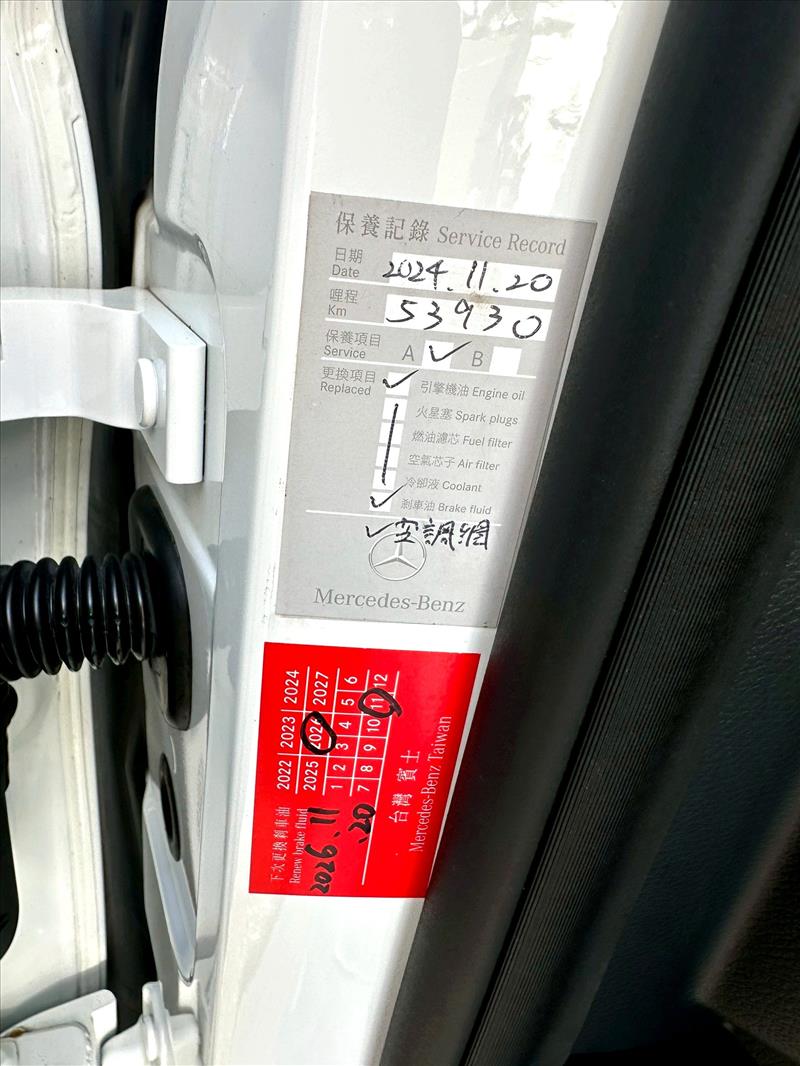 保養記錄 Service Record
日期
Date 2024.11.20
哩程
Km 53930
保養項目
Service A ✓ B
更換項目
Replaced
✓ 引擎機油 Engine oil
火星塞 Spark plugs
燃油濾芯 Fuel filter
空氣芯子 Air filter
冷卻液 Coolant
✓ 剎車油 Brake fluid
✓ 空調網
Mercedes-Benz
下次更換剎車油
Renew brake fluid
2026.11.20
2022 2023 2024
2025 2026 2027
1 2 3 4 5 6
7 8 9 10 11 12
台灣賓士
Mercedes-Benz Taiwan